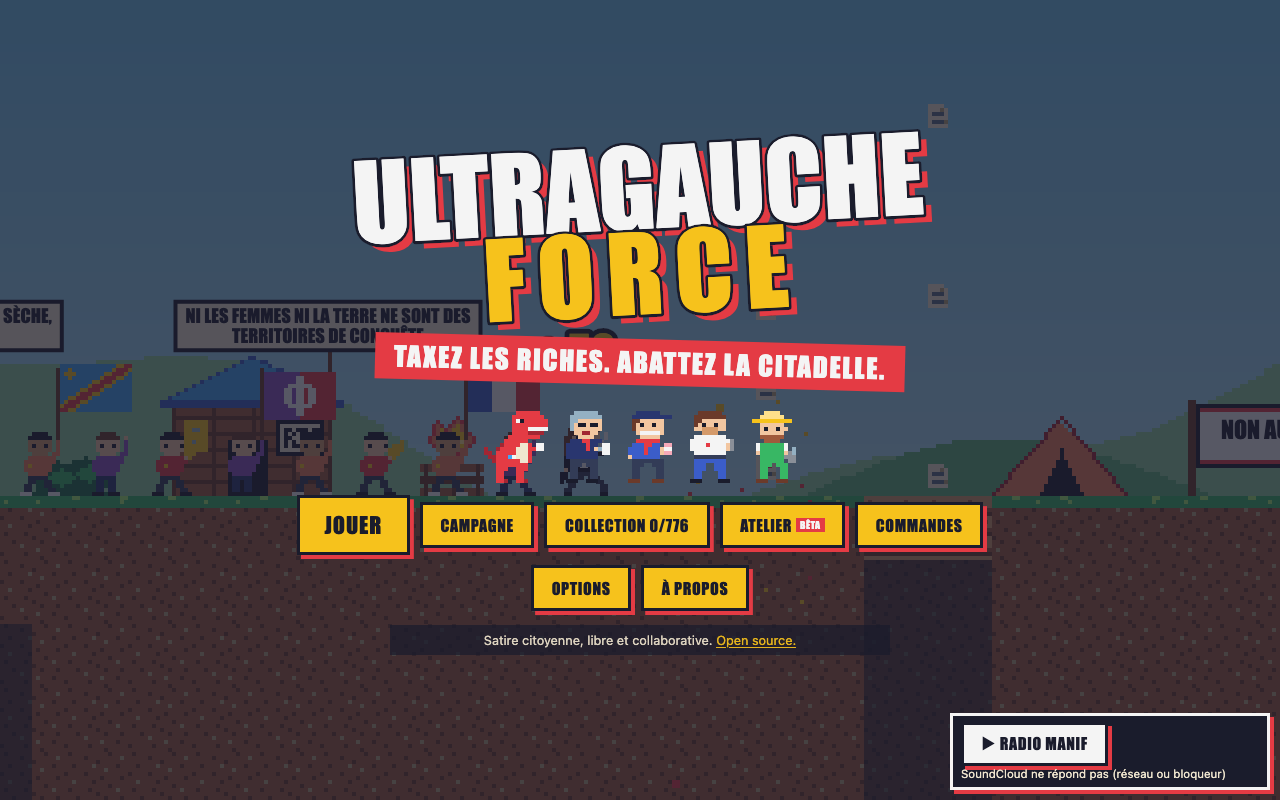 ULTRAGAUCHE
FORCE
SÈCHE,
NI LES FEMMES NI LA TERRE NE SONT DES
TERRITOIRES DE CONQUÊTE
TAXEZ LES RICHES. ABATTEZ LA CITADELLE.
NON AU
JOUER
CAMPAGNE
COLLECTION 0/776
ATELIER BÊTA
COMMANDES
OPTIONS
À PROPOS
Satire citoyenne, libre et collaborative. Open source.
▶ RADIO MANIF
SoundCloud ne répond pas (réseau ou bloqueur)